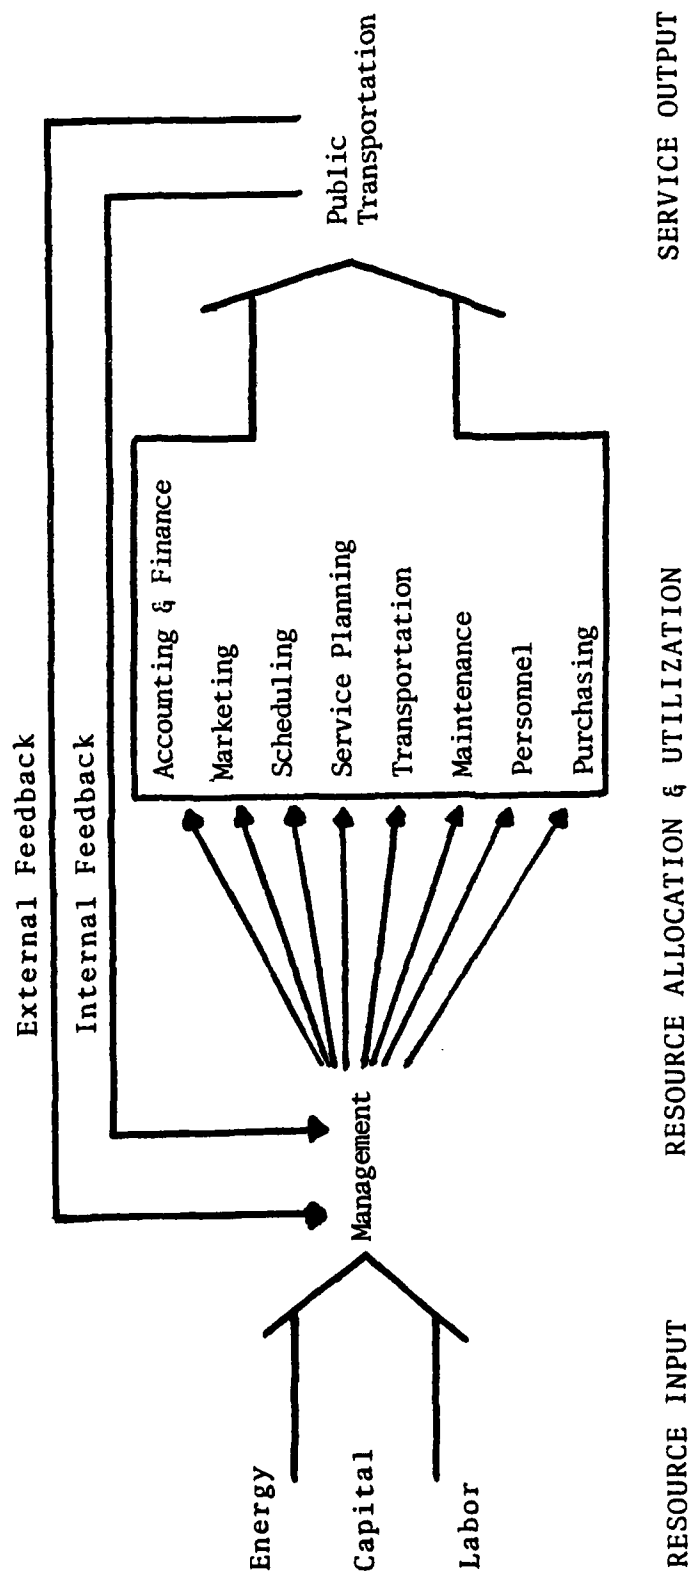 External Feedback
Internal Feedback
Energy
Capital
Labor
Management
Accounting & Finance
Marketing
Scheduling
Service Planning
Transportation
Maintenance
Personnel
Purchasing
Public
Transportation
RESOURCE INPUT
RESOURCE ALLOCATION & UTILIZATION
SERVICE OUTPUT